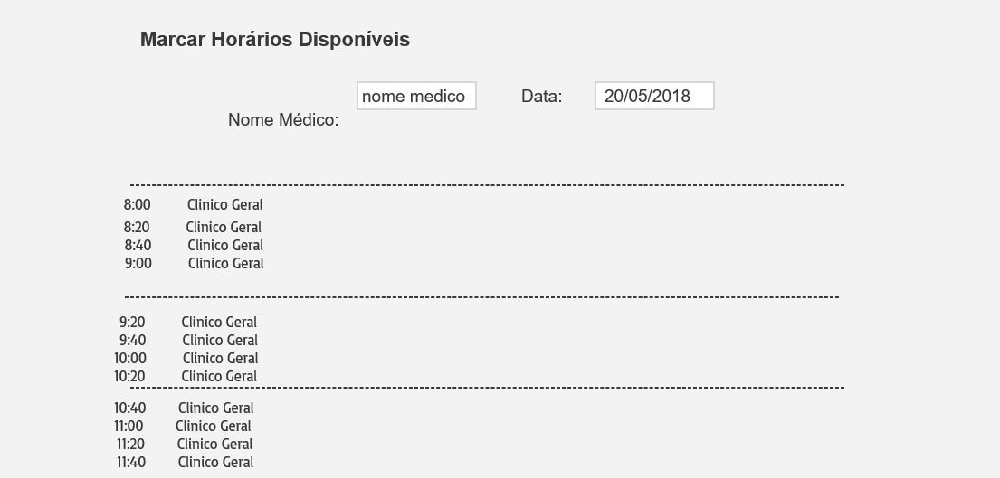 Marcar Horários Disponíveis
nome medico Data: 20/05/2018
Nome Médico:
8:00 Clinico Geral
8:20 Clinico Geral
8:40 Clinico Geral
9:00 Clinico Geral
9:20 Clinico Geral
9:40 Clinico Geral
10:00 Clinico Geral
10:20 Clinico Geral
10:40 Clinico Geral
11:00 Clinico Geral
11:20 Clinico Geral
11:40 Clinico Geral